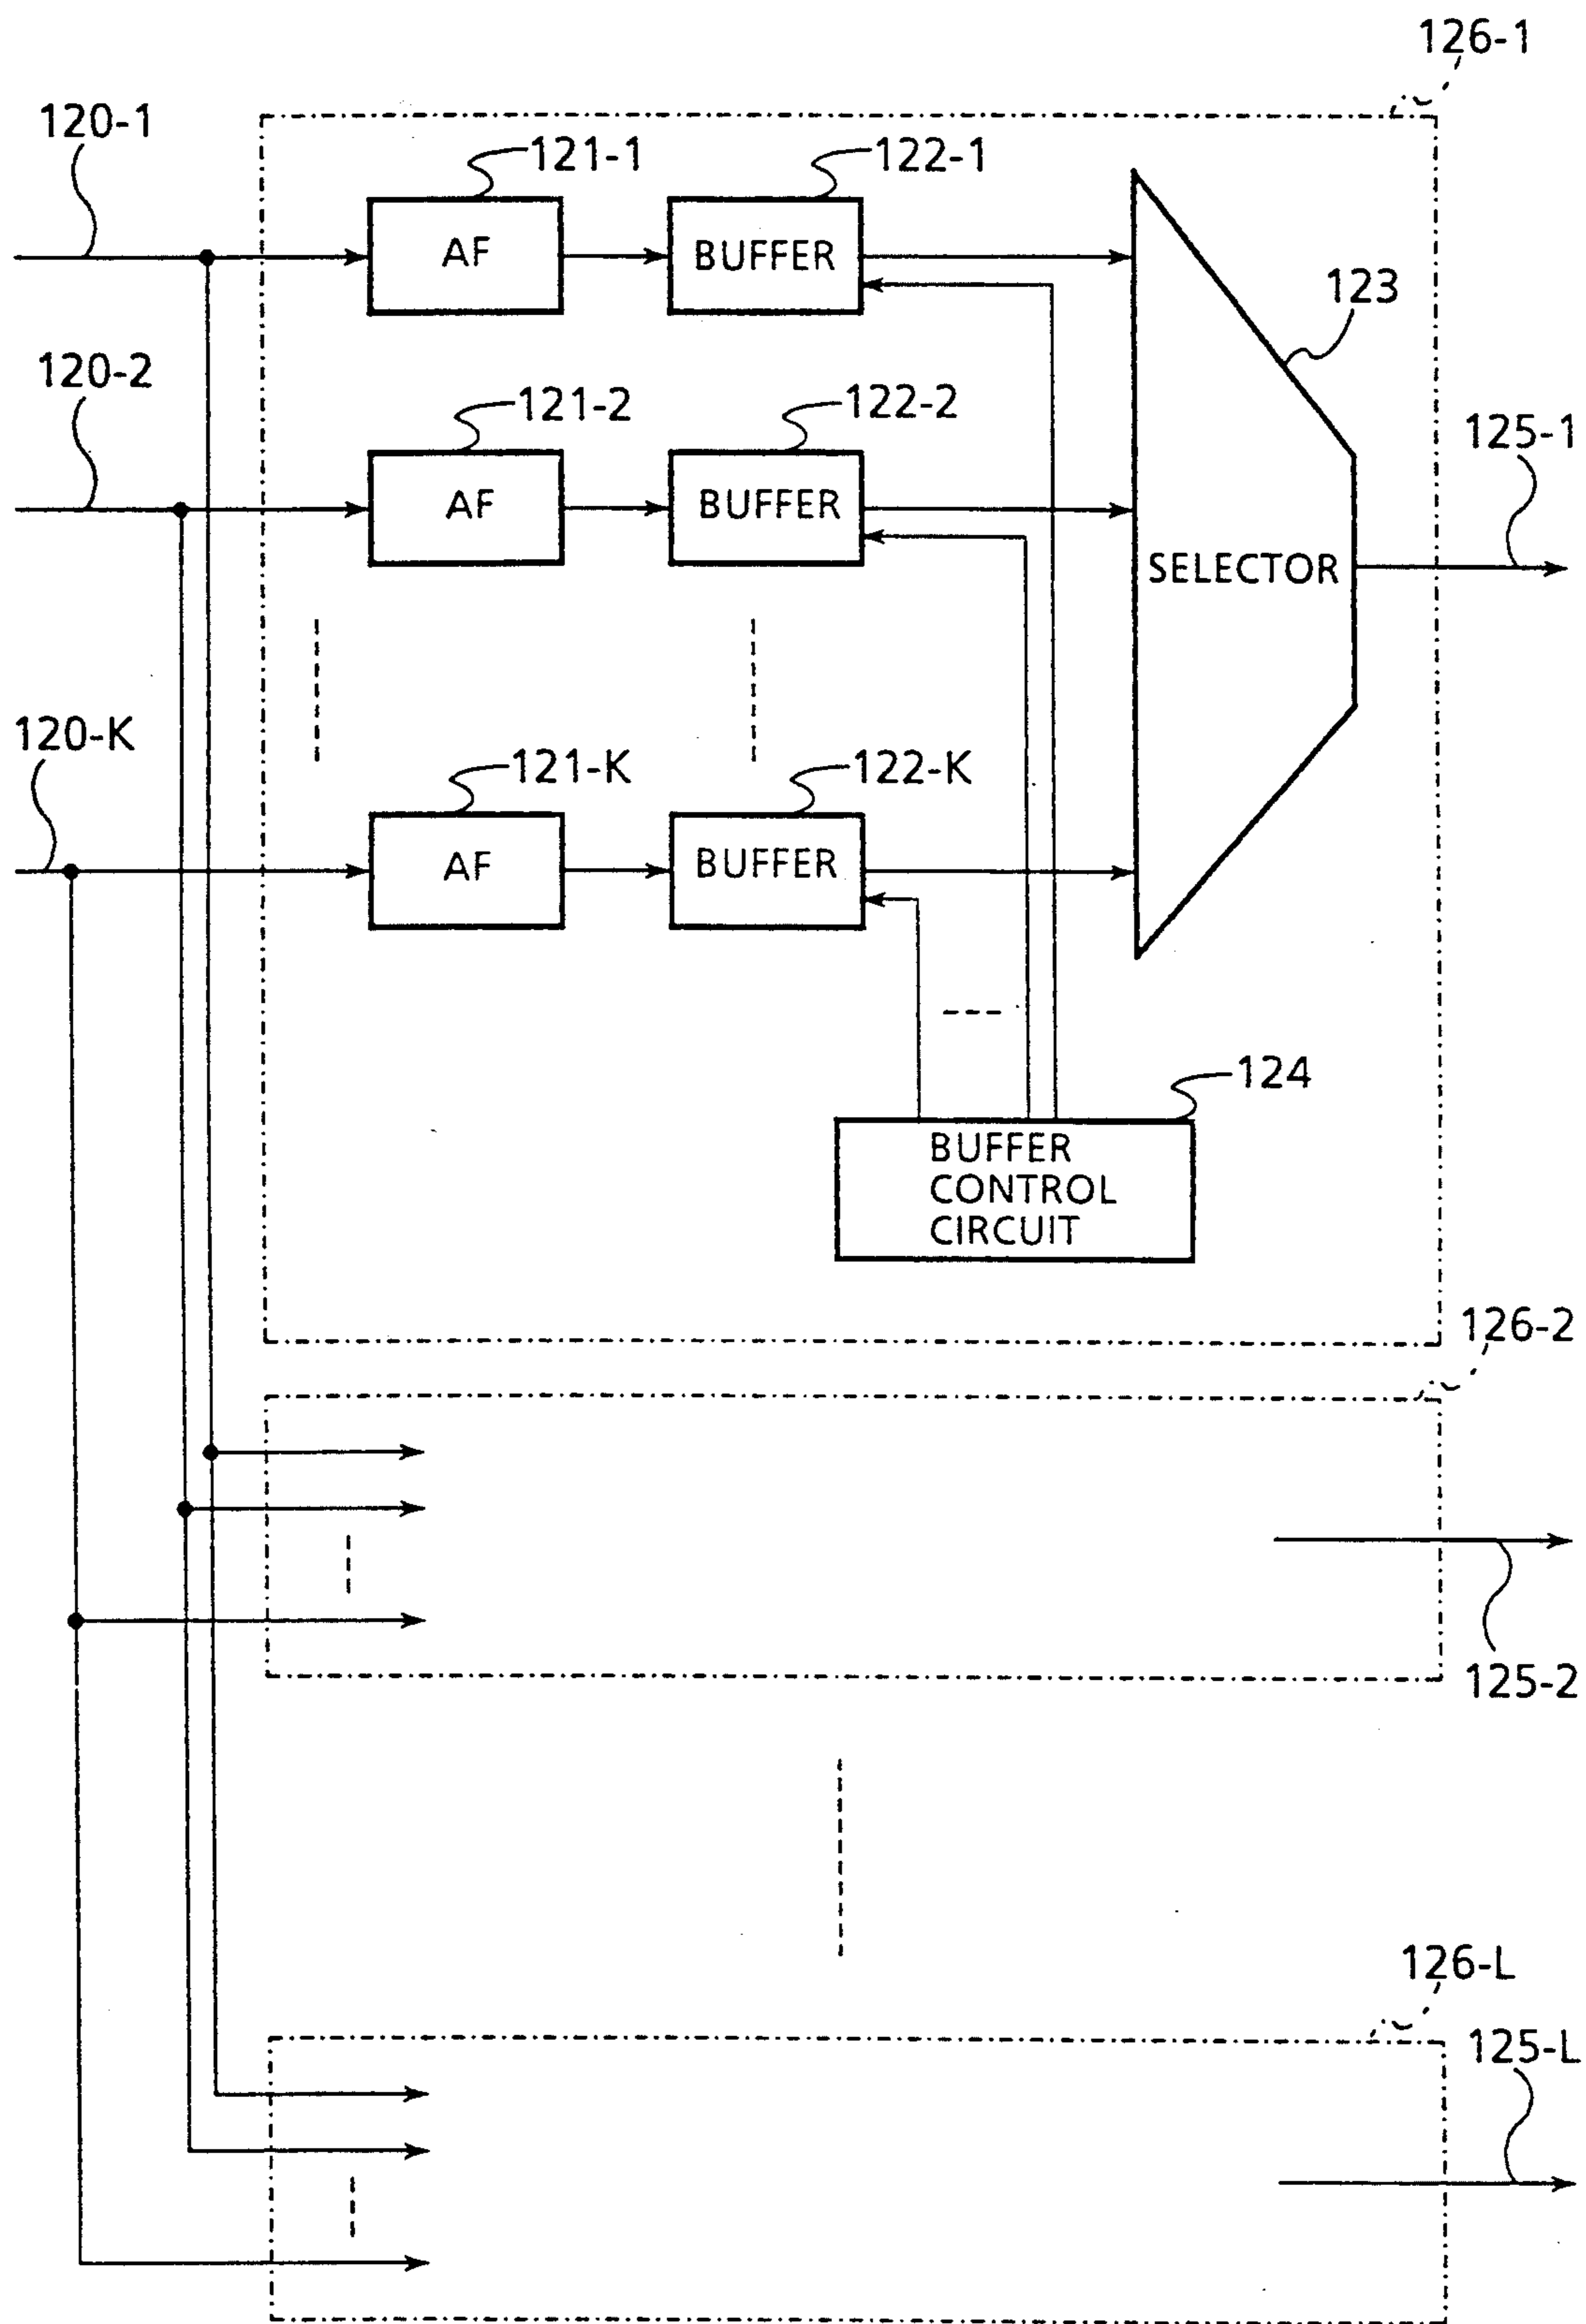 126-1
120-1
121-1
122-1
AF
BUFFER
123
120-2
121-2
122-2
125-1
AF
BUFFER
SELECTOR
120-K
121-K
122-K
AF
BUFFER
124
BUFFER
CONTROL
CIRCUIT
126-2
125-2
126-L
125-L